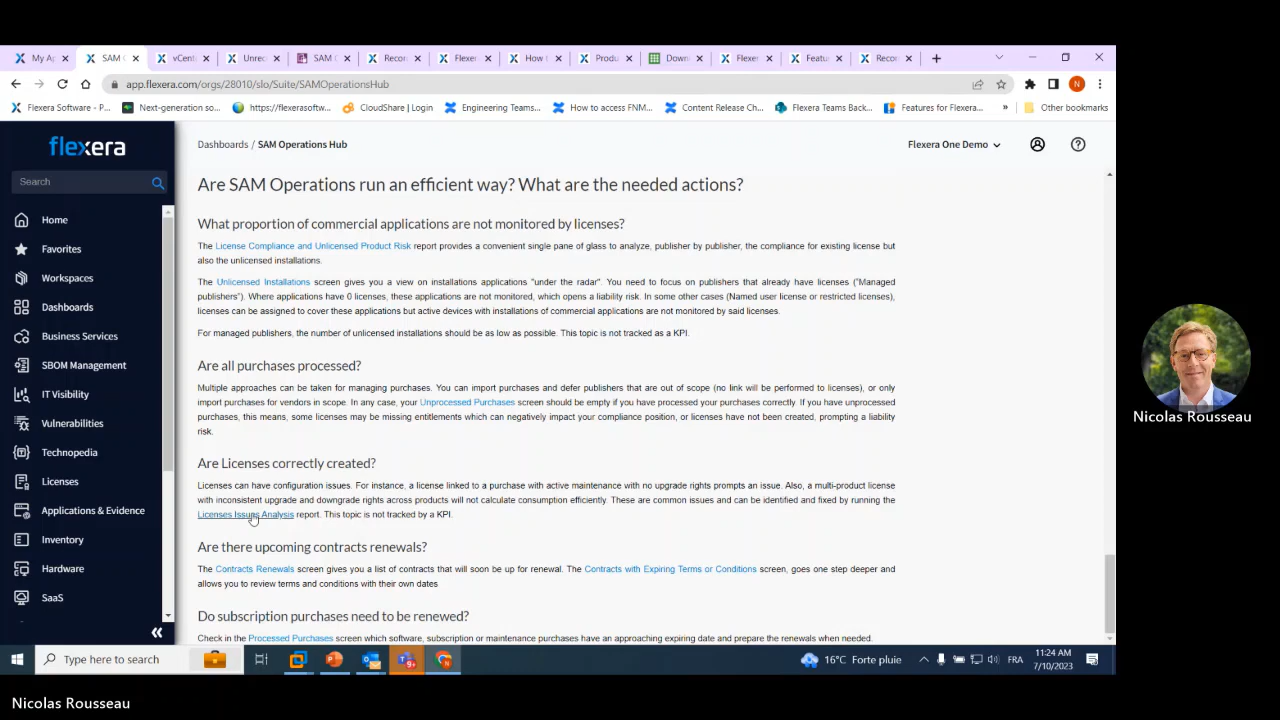 My A
SAM C
vCent
Unrec
SAM C
Recon
Flexer
How t
Produ
Down
Flexer
Featu
Recon
app.flexera.com/orgs/28010/slo/Suite/SAMOperationsHub
N
Flexera Software - P...
Next-generation so...
https://flexerasoftw...
CloudShare | Login
Engineering Teams...
How to access FNM...
Content Release Ch...
Flexera Teams Back...
Features for Flexera...
»
Other bookmarks
flexera
Dashboards / SAM Operations Hub
Flexera One Demo
Search
Home
Favorites
Workspaces
Dashboards
Business Services
SBOM Management
IT Visibility
Vulnerabilities
Technopedia
Licenses
Applications & Evidence
Inventory
Hardware
SaaS
Are SAM Operations run an efficient way? What are the needed actions?
What proportion of commercial applications are not monitored by licenses?
The License Compliance and Unlicensed Product Risk report provides a convenient single pane of glass to analyze, publisher by publisher, the compliance for existing license but
also the unlicensed installations.
The Unlicensed Installations screen gives you a view on installations applications "under the radar". You need to focus on publishers that already have licenses ("Managed
publishers"). Where applications have 0 licenses, these applications are not monitored, which opens a liability risk. In some other cases (Named user license or restricted licenses),
licenses can be assigned to cover these applications but active devices with installations of commercial applications are not monitored by said licenses.
For managed publishers, the number of unlicensed installations should be as low as possible. This topic is not tracked as a KPI.
Are all purchases processed?
Multiple approaches can be taken for managing purchases. You can import purchases and defer publishers that are out of scope (no link will be performed to licenses), or only
import purchases for vendors in scope. In any case, your Unprocessed Purchases screen should be empty if you have processed your purchases correctly. If you have unprocessed
purchases, this means, some licenses may be missing entitlements which can negatively impact your compliance position, or licenses have not been created, prompting a liability
risk.
Are Licenses correctly created?
Licenses can have configuration issues. For instance, a license linked to a purchase with active maintenance with no upgrade rights prompts an issue. Also, a multi-product license
with inconsistent upgrade and downgrade rights across products will not calculate consumption efficiently. These are common issues and can be identified and fixed by running the
Licenses Issues Analysis report. This topic is not tracked by a KPI.
Are there upcoming contracts renewals?
The Contracts Renewals screen gives you a list of contracts that will soon be up for renewal. The Contracts with Expiring Terms or Conditions screen, goes one step deeper and
allows you to review terms and conditions with their own dates
Do subscription purchases need to be renewed?
Check in the Processed Purchases screen which software, subscription or maintenance purchases have an approaching expiring date and prepare the renewals when needed.
Type here to search
9+
16°C Forte pluie
FRA
11:24 AM
7/10/2023
Nicolas Rousseau
Nicolas Rousseau